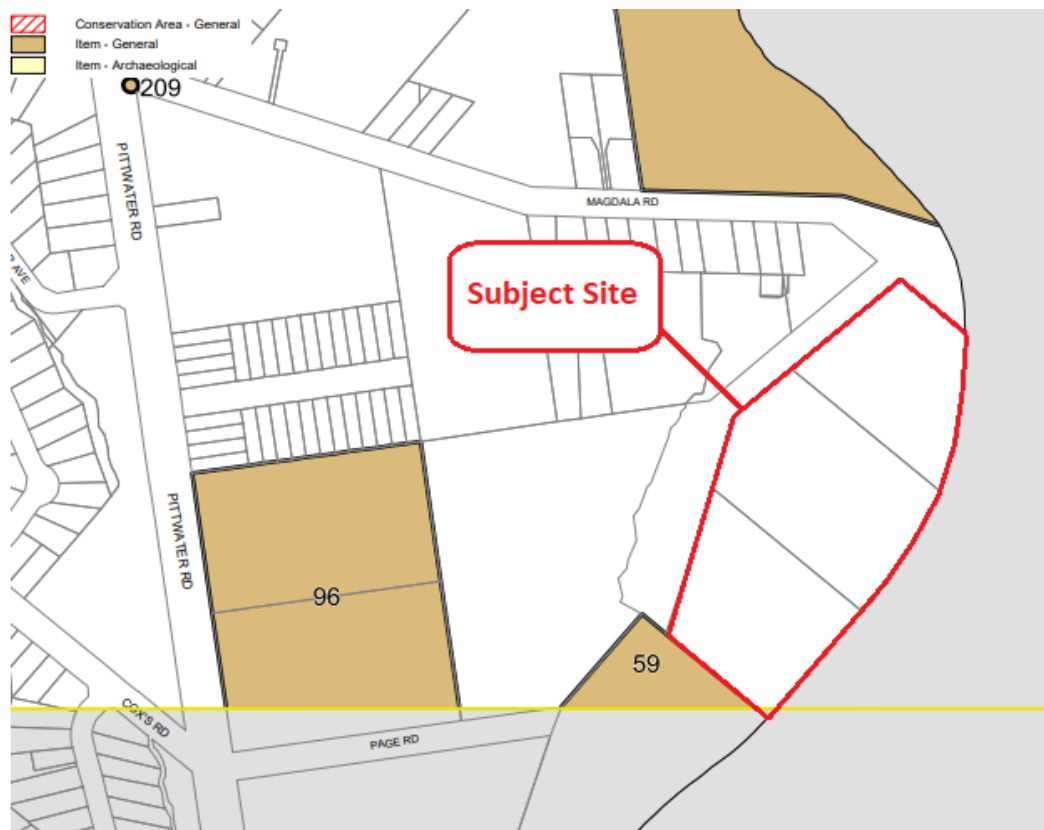 Conservation Area - General
Item - General
Item - Archaeological
209
PITTWATER RD
MAGDALA RD
AVE
Subject Site
PITTWATER RD
96
59
COX'S RD
PAGE RD